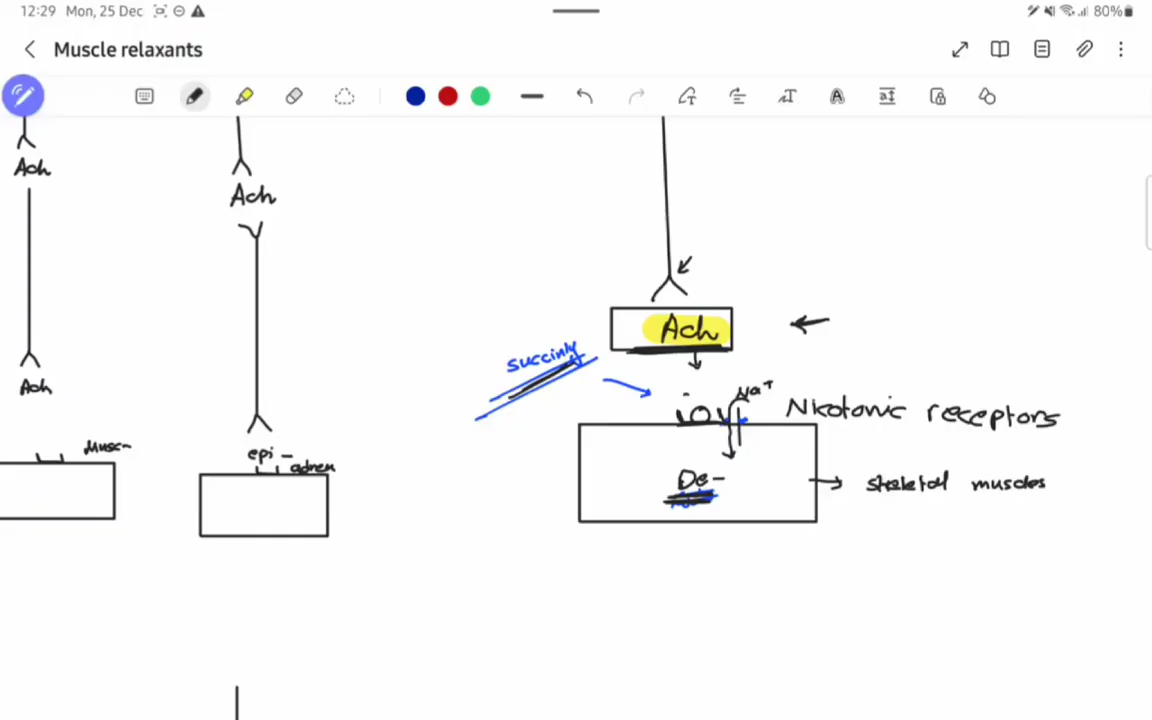 12:29 Mon, 25 Dec
80%
Muscle relaxants
Ach
Ach
Ach
Ach
succinly
Na+
Nicotonic receptors
Musc-
epi -
adren
De-
skeletal muscles